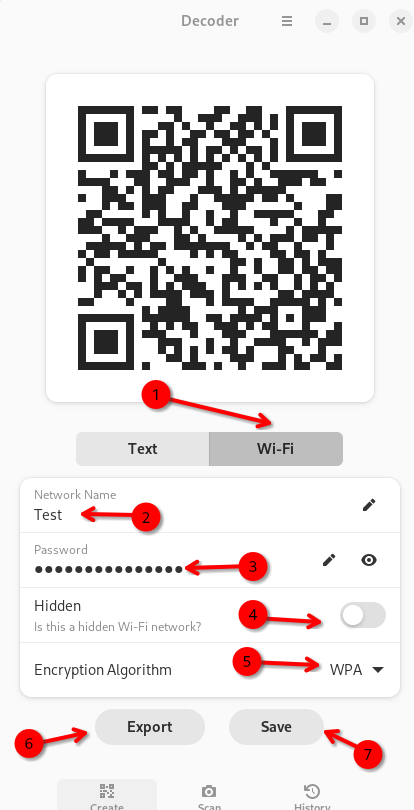 Decoder
1
Text Wi-Fi
Network Name
Test
2
Password
●●●●●●●●●●●●●●●
3
Hidden
Is this a hidden Wi-Fi network?
4
Encryption Algorithm WPA
5
Export Save
6
7
Create Scan History